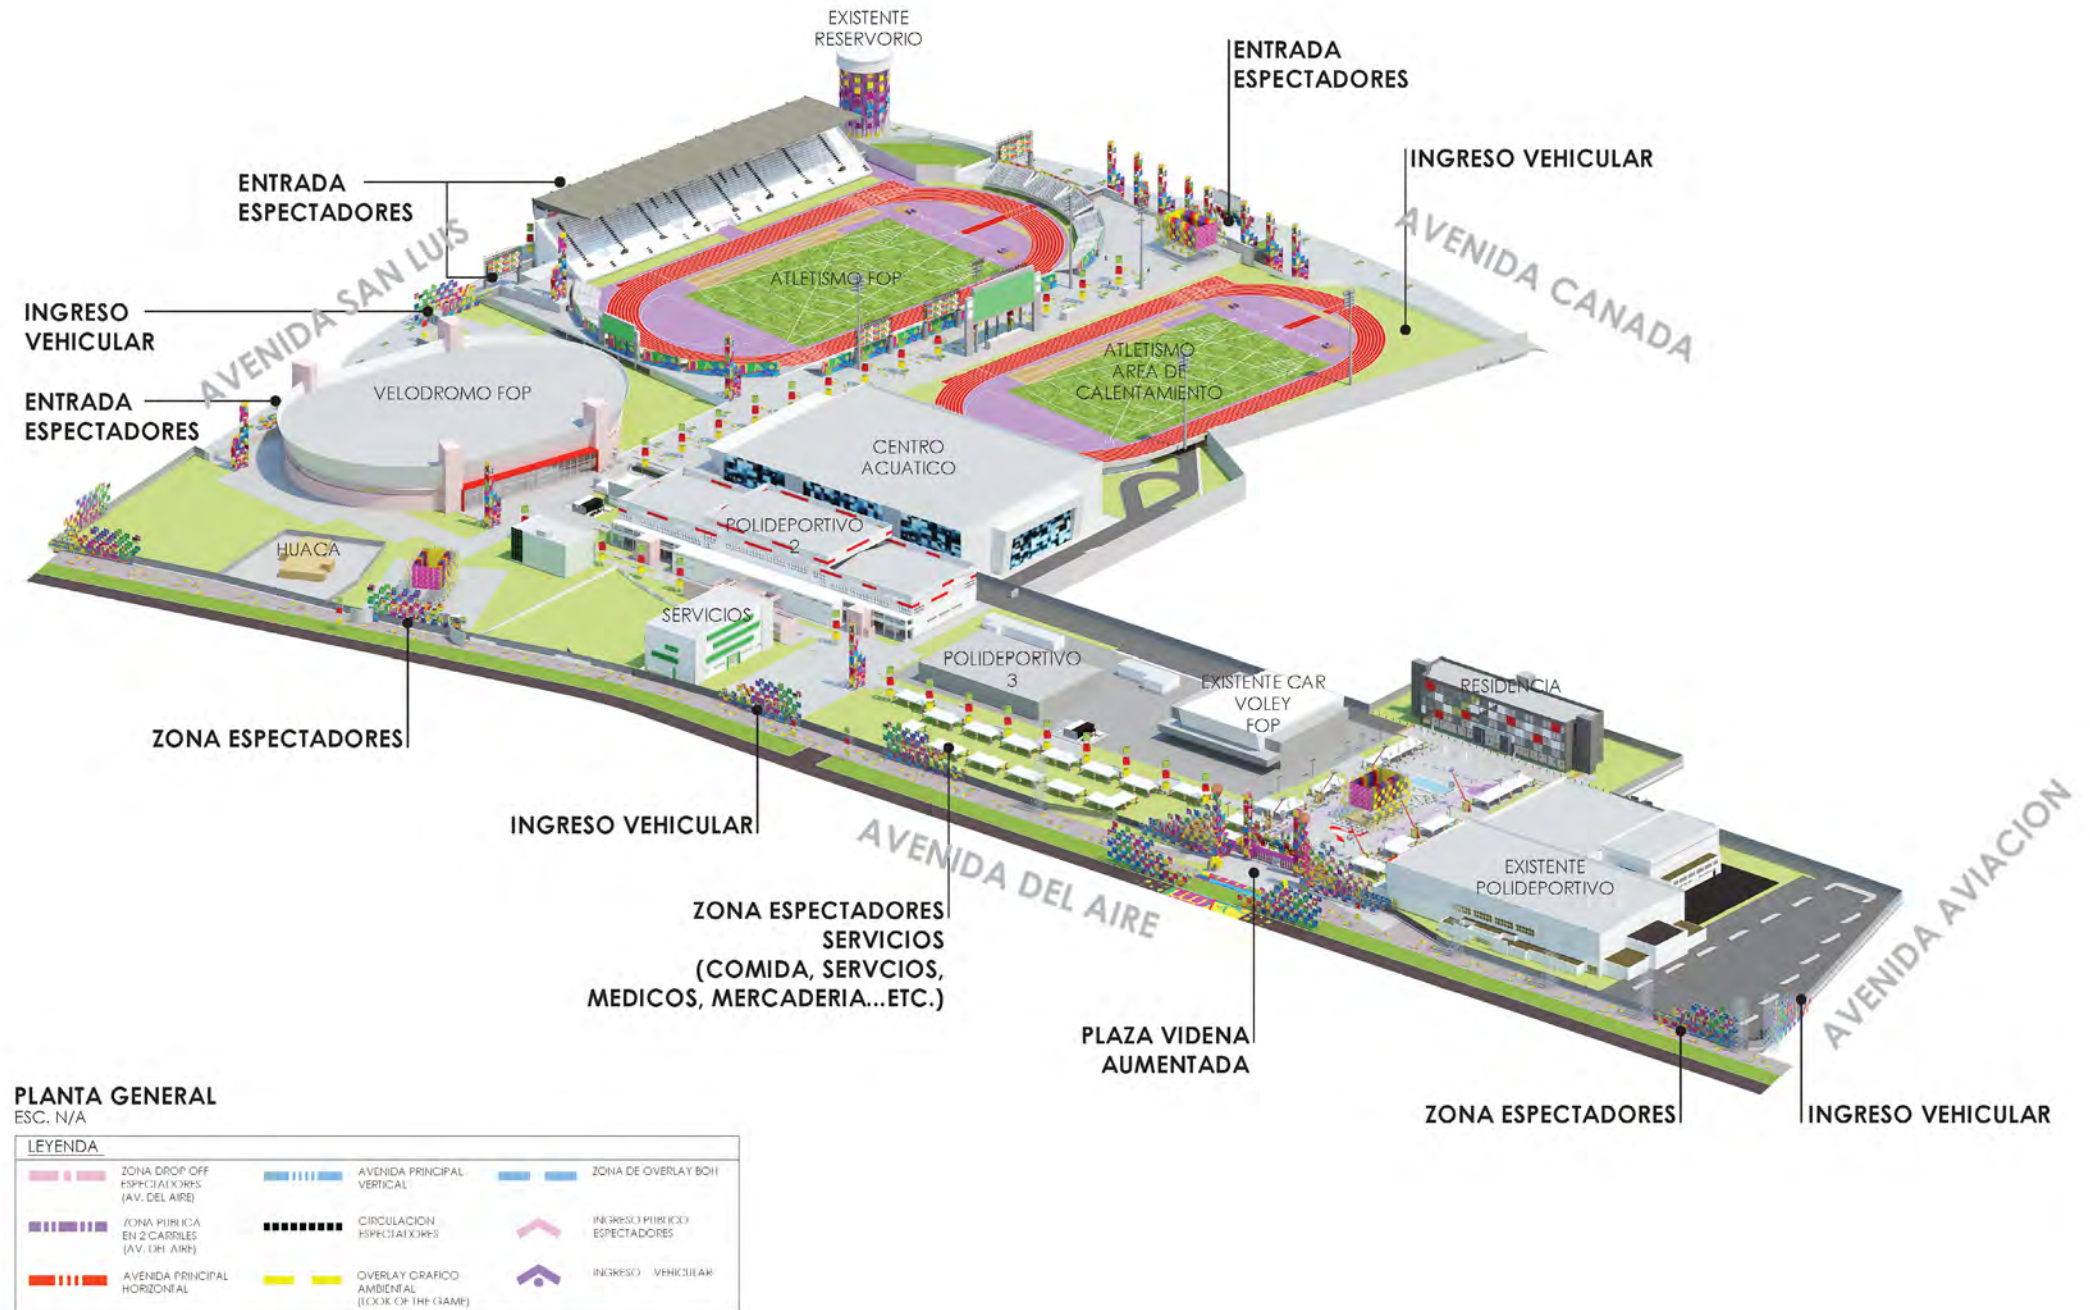 EXISTENTE
RESERVORIO
ENTRADA
ESPECTADORES
INGRESO VEHICULAR
AVENIDA CANADA
ENTRADA
ESPECTADORES
AVENIDA SAN LUIS
INGRESO
VEHICULAR
ENTRADA
ESPECTADORES
ATLETISMO FOP
ATLETISMO
AREA DE
CALENTAMIENTO
VELODROMO FOP
CENTRO
ACUATICO
POLIDEPORTIVO
2
HUACA
SERVICIOS
POLIDEPORTIVO
3
EXISTENTE CAR
VOLEY
FOP
RESIDENCIA
EXISTENTE
POLIDEPORTIVO
ZONA ESPECTADORES
INGRESO VEHICULAR
AVENIDA DEL AIRE
AVENIDA AVIACION
ZONA ESPECTADORES
SERVICIOS
(COMIDA, SERVCIOS,
MEDICOS, MERCADERIA...ETC.)
PLAZA VIDENA
AUMENTADA
ZONA ESPECTADORES
INGRESO VEHICULAR
PLANTA GENERAL
ESC. N/A
LEYENDA
ZONA DROP OFF
ESPECTADORES
(AV. DEL AIRE)
AVENIDA PRINCIPAL
VERTICAL
ZONA DE OVERLAY BOH
ZONA PUBLICA
EN 2 CARRILES
(AV. DEL AIRE)
CIRCULACION
ESPECTADORES
INGRESO PUBLICO
ESPECTADORES
AVENIDA PRINCIPAL
HORIZONTAL
OVERLAY GRAFICO
AMBIENTAL
(LOOK OF THE GAME)
INGRESO VEHICULAR